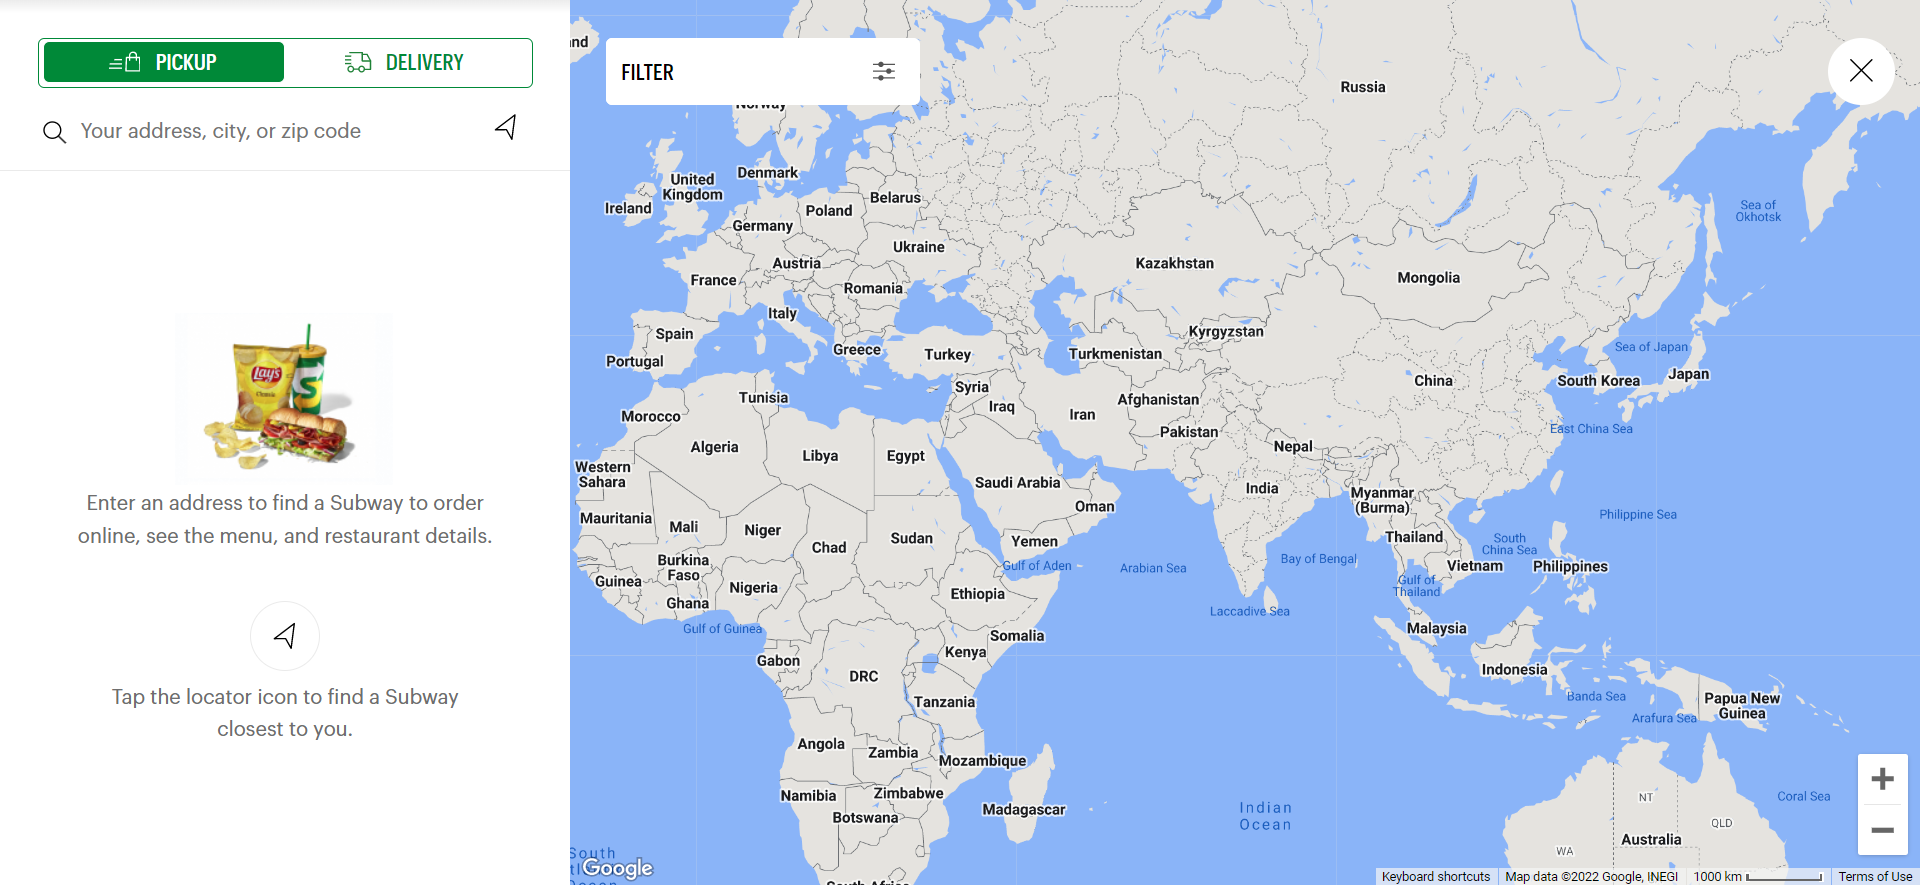 PICKUP
DELIVERY
Your address, city, or zip code
Lay's
Classic
Enter an address to find a Subway to order
online, see the menu, and restaurant details.
Tap the locator icon to find a Subway
closest to you.
FILTER
Norway
Russia
Denmark
United
Kingdom
Ireland
Belarus
Poland
Germany
Ukraine
Austria
France
Romania
Kazakhstan
Mongolia
Sea of
Okhotsk
Italy
Spain
Portugal
Greece
Turkey
Kyrgyzstan
Turkmenistan
Sea of Japan
South Korea
Japan
China
Syria
Tunisia
Iraq
Iran
Afghanistan
Morocco
Pakistan
East China Sea
Algeria
Libya
Egypt
Nepal
Western
Sahara
Saudi Arabia
India
Myanmar
(Burma)
Oman
Mauritania
Mali
Niger
Chad
Sudan
Yemen
Philippine Sea
Thailand
South
China Sea
Burkina
Faso
Gulf of Aden
Arabian Sea
Bay of Bengal
Vietnam
Philippines
Guinea
Nigeria
Ethiopia
Gulf of
Thailand
Ghana
Laccadive Sea
Gulf of Guinea
Somalia
Malaysia
Kenya
Gabon
DRC
Indonesia
Tanzania
Banda Sea
Papua New
Guinea
Arafura Sea
Angola
Zambia
Mozambique
Namibia
Zimbabwe
Botswana
Madagascar
Indian
Ocean
NT
Coral Sea
QLD
Australia
WA
South
Google
South Africa
Keyboard shortcuts
Map data ©2022 Google, INEGI
1000 km
Terms of Use